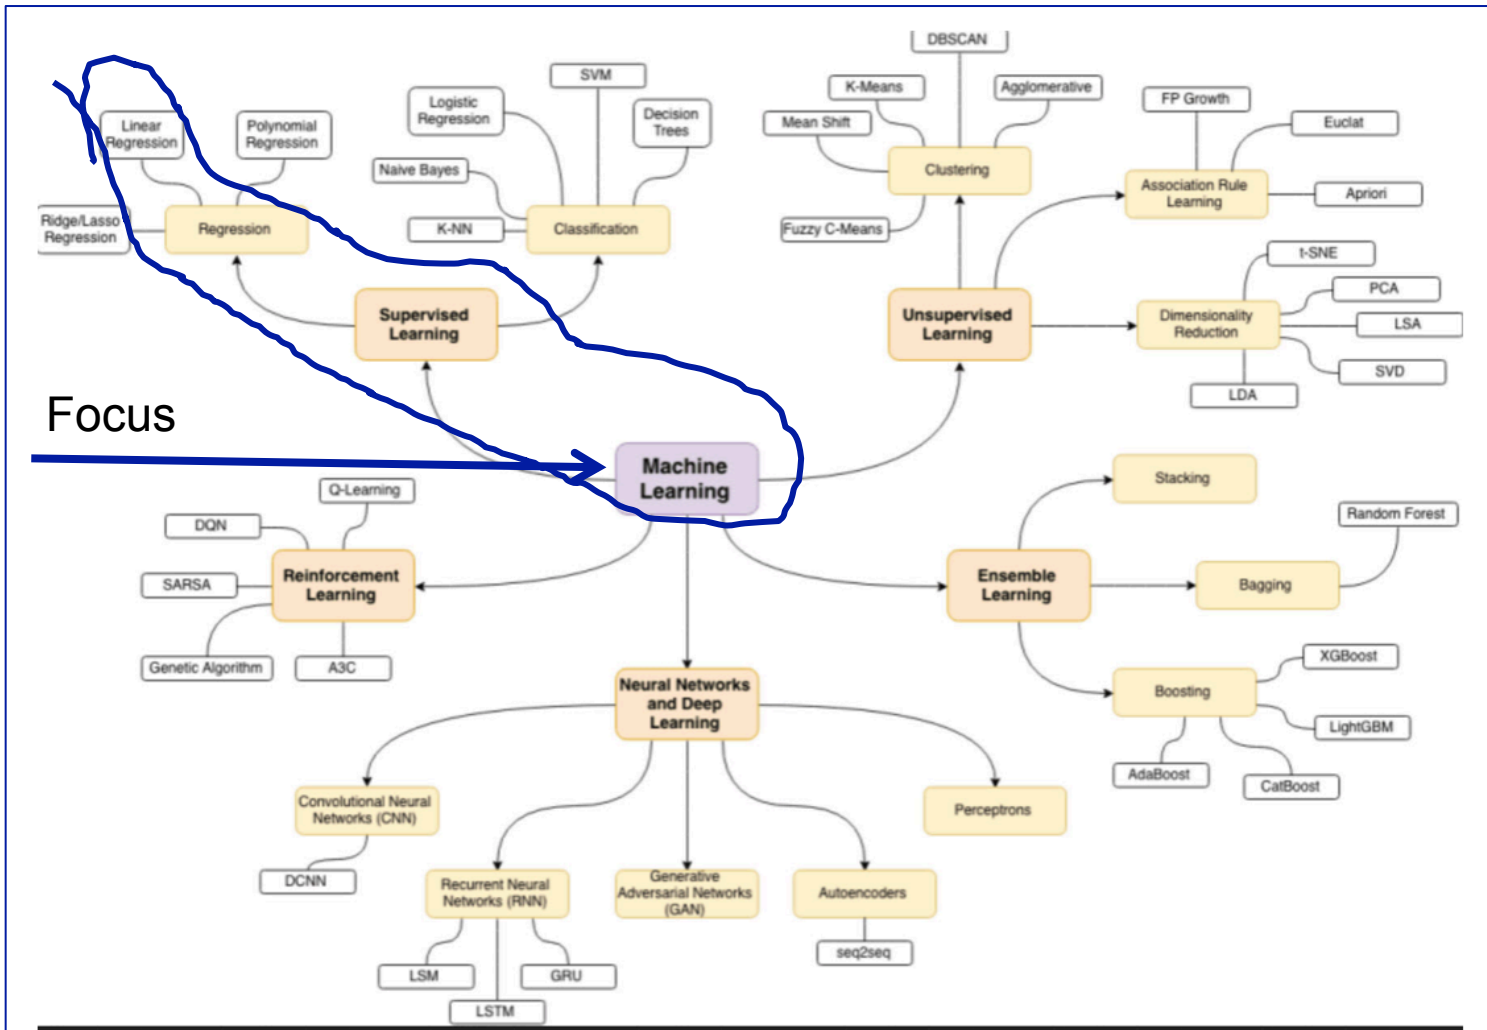 DBSCAN
SVM
K-Means
Agglomerative
FP Growth
Logistic
Regression
Decision
Trees
Linear
Regression
Polynomial
Regression
Mean Shift
Euclat
Naive Bayes
Clustering
Association Rule
Learning
Apriori
Ridge/Lasso
Regression
Regression
K-NN
Classification
Fuzzy C-Means
t-SNE
PCA
Supervised
Learning
Unsupervised
Learning
Dimensionality
Reduction
LSA
SVD
LDA
Focus
Machine
Learning
Stacking
Q-Learning
DQN
Random Forest
Reinforcement
Learning
SARSA
Ensemble
Learning
Bagging
Genetic Algorithm
A3C
XGBoost
Neural Networks
and Deep
Learning
Boosting
LightGBM
AdaBoost
CatBoost
Convolutional Neural
Networks (CNN)
Perceptrons
DCNN
Recurrent Neural
Networks (RNN)
Generative
Adversarial Networks
(GAN)
Autoencoders
seq2seq
LSM
GRU
LSTM